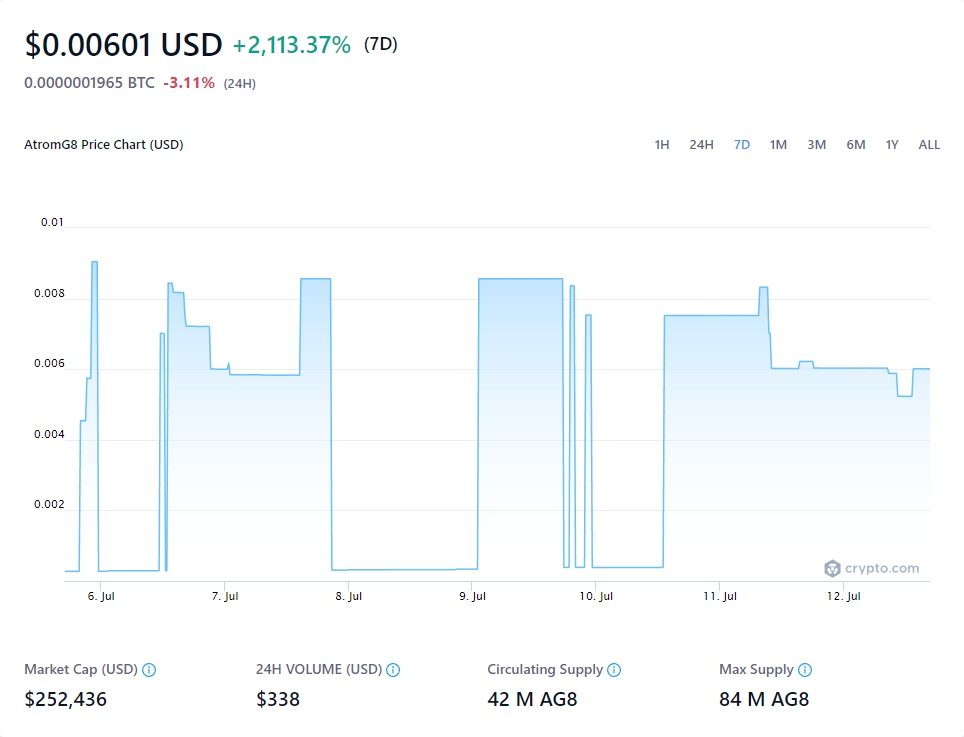 $0.00601 USD +2,113.37% (7D)
0.0000001965 BTC -3.11% (24H)
AtromG8 Price Chart (USD) 1H 24H 7D 1M 3M 6M 1Y ALL
0.01
0.008
0.006
0.004
0.002
crypto.com
6. Jul 7. Jul 8. Jul 9. Jul 10. Jul 11. Jul 12. Jul
Market Cap (USD) 24H VOLUME (USD) Circulating Supply Max Supply
$252,436 $338 42 M AG8 84 M AG8